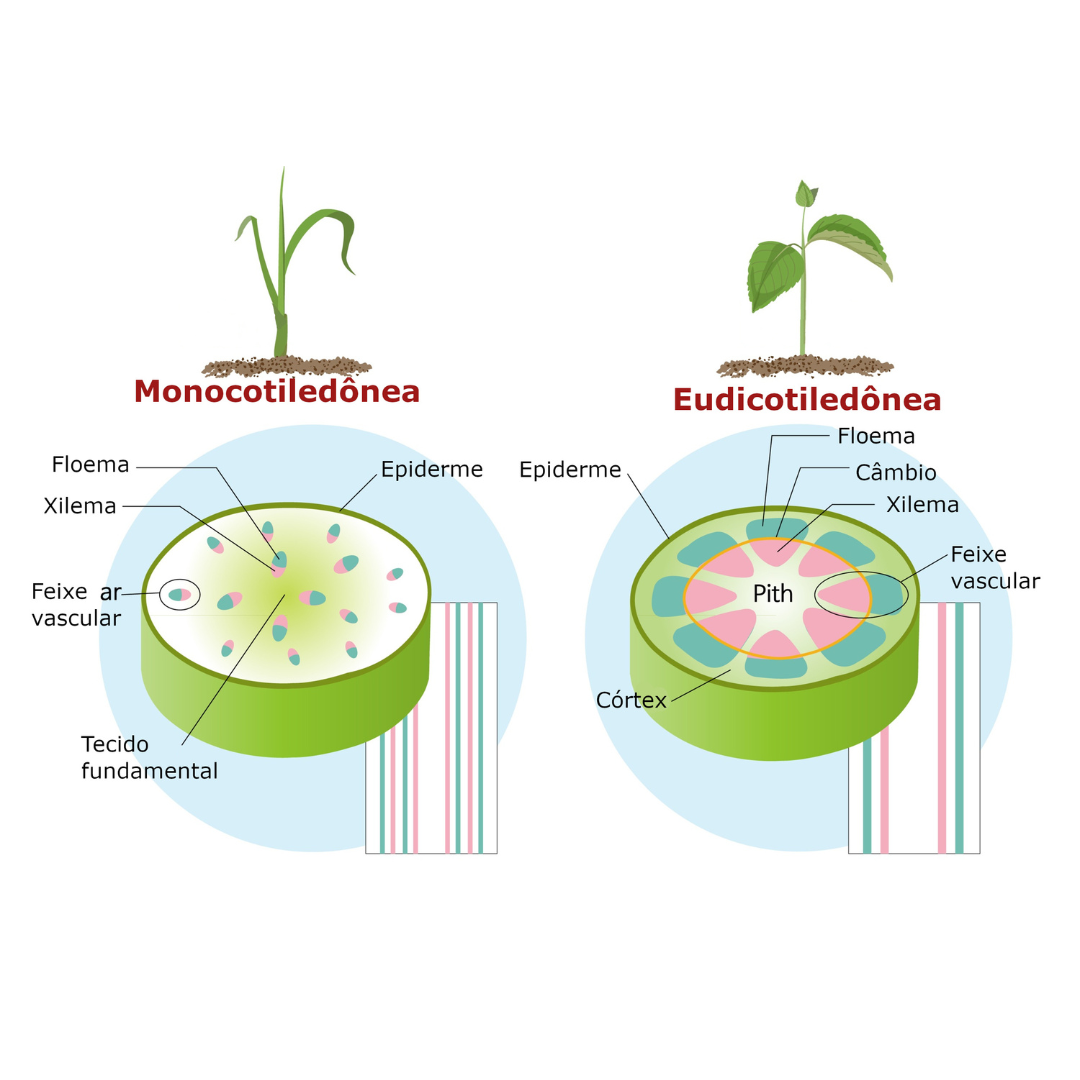 Monocotiledônea
Floema
Xilema
Epiderme
Feixe ar
vascular
Tecido
fundamental
Eudicotiledônea
Floema
Câmbio
Xilema
Epiderme
Feixe
vascular
Pith
Córtex